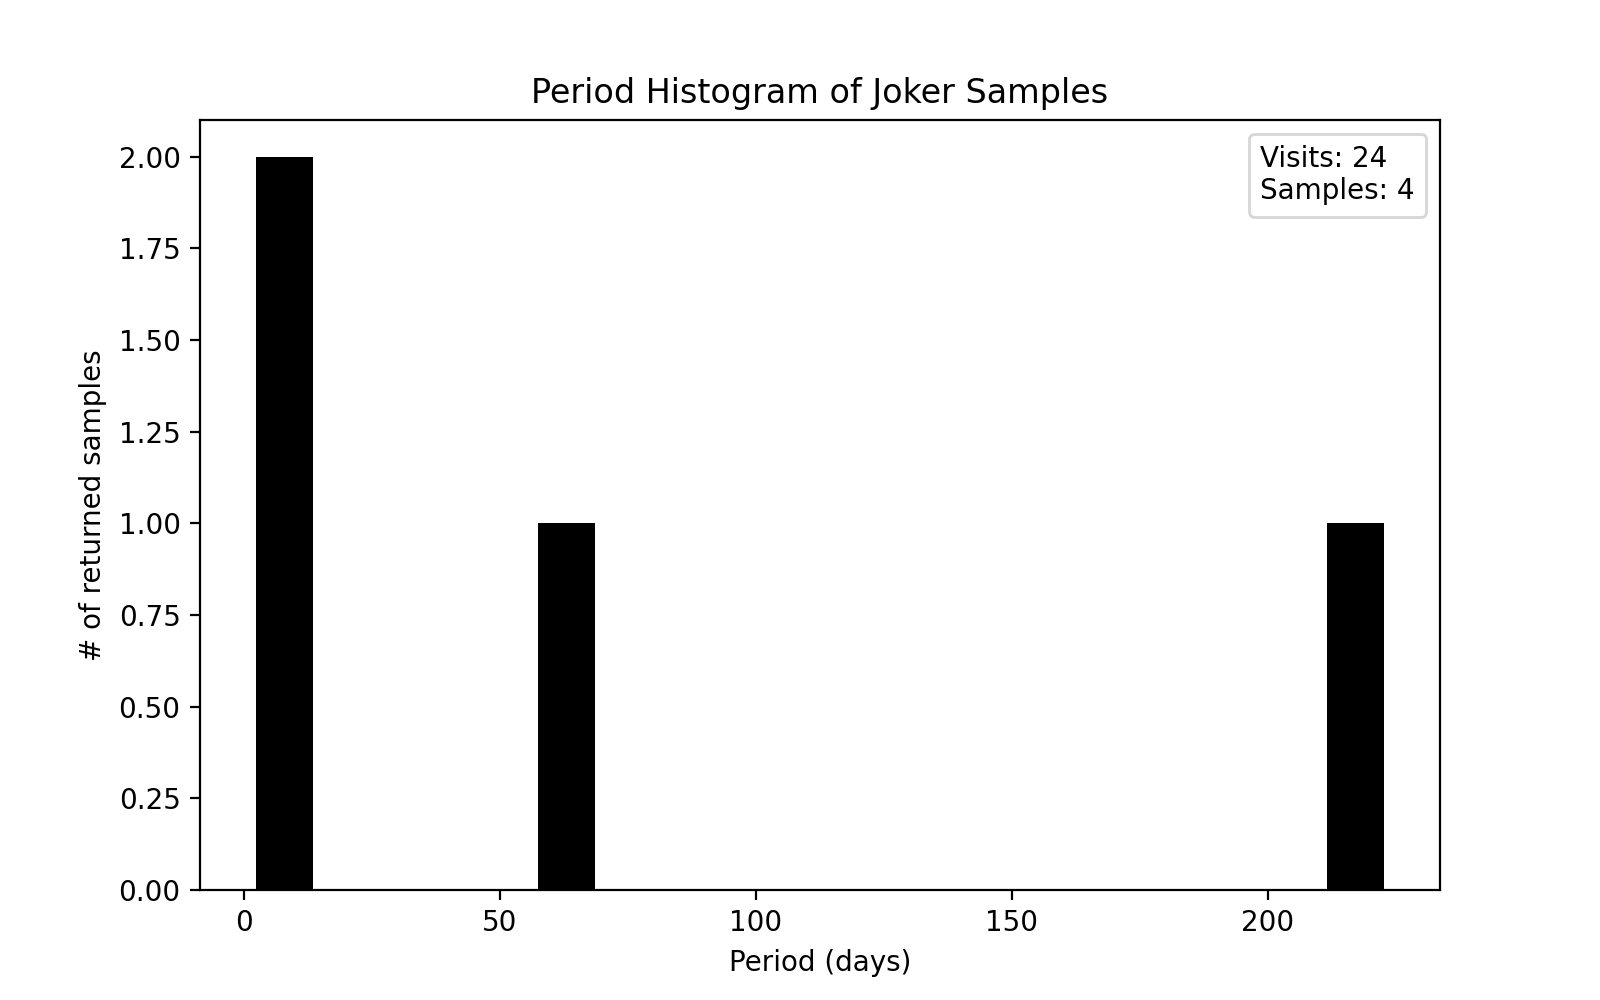 Period Histogram of Joker Samples
Visits: 24
Samples: 4
# of returned samples
2.00
1.75
1.50
1.25
1.00
0.75
0.50
0.25
0.00
0 50 100 150 200
Period (days)